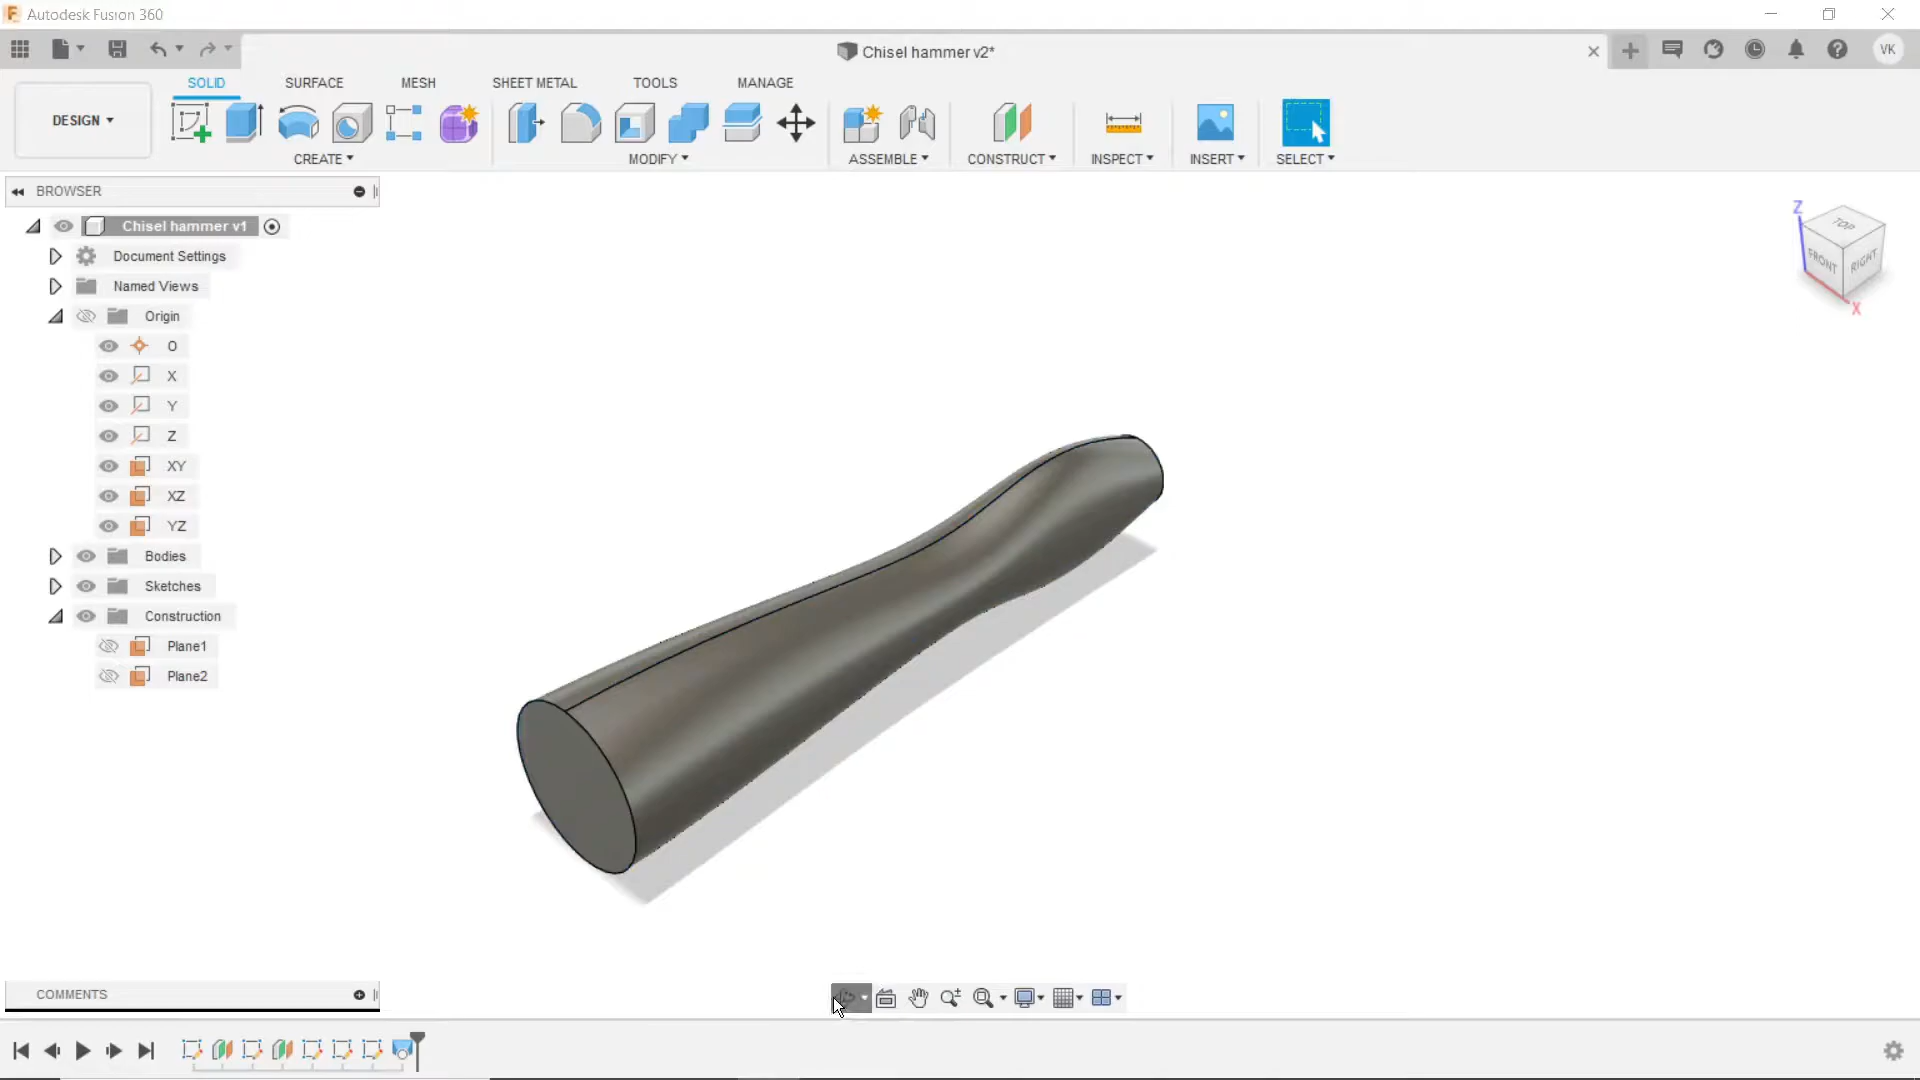 Autodesk Fusion 360
Chisel hammer v2*
VK
DESIGN
SOLID
SURFACE
MESH
SHEET METAL
TOOLS
MANAGE
CREATE
MODIFY
ASSEMBLE
CONSTRUCT
INSPECT
INSERT
SELECT
BROWSER
Chisel hammer v1
Document Settings
Named Views
Origin
O
X
Y
Z
XY
XZ
YZ
Bodies
Sketches
Construction
Plane1
Plane2
Z
TOP
FRONT
RIGHT
X
COMMENTS